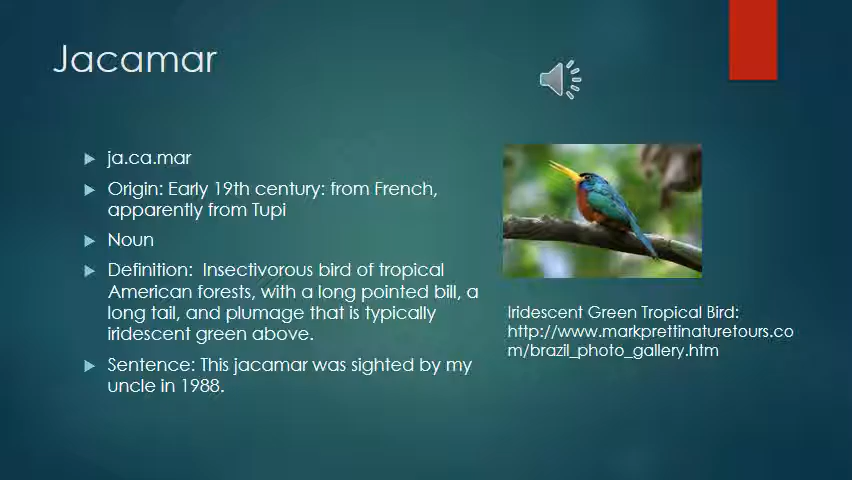 Jacamar
ja.ca.mar
Origin: Early 19th century: from French,
apparently from Tupi
Noun
Definition:  Insectivorous bird of tropical
American forests, with a long pointed bill, a
long tail, and plumage that is typically
iridescent green above.
Sentence: This jacamar was sighted by my
uncle in 1988.
Iridescent Green Tropical Bird:
http://www.markprettinaturetours.co
m/brazil_photo_gallery.htm